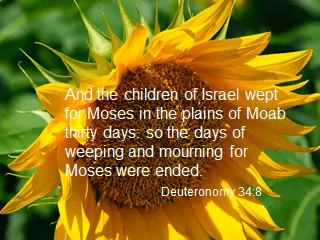 And the children of Israel wept
for Moses in the plains of Moab
thirty days: so the days of
weeping and mourning for
Moses were ended.
Deuteronomy 34:8